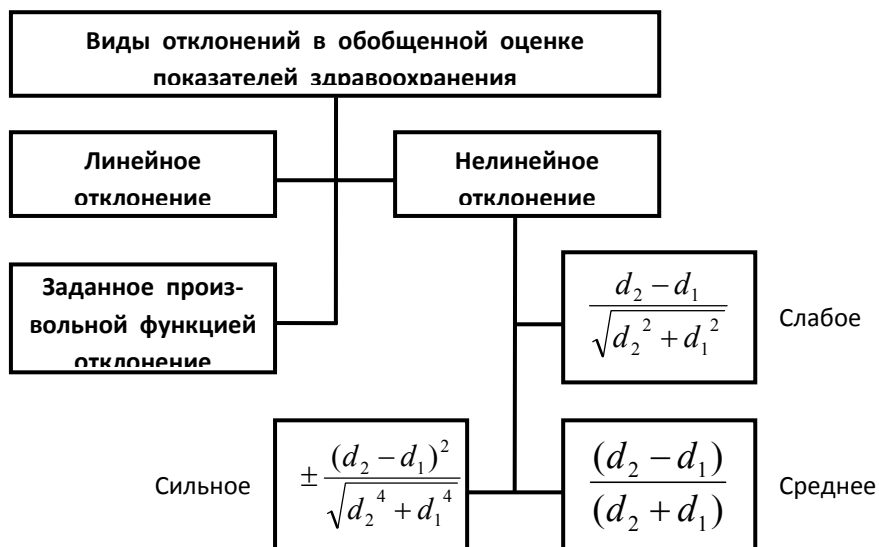 Виды отклонений в обобщенной оценке
показателей здравоохранения
Линейное
отклонение
Нелинейное
отклонение
Заданное произ-
вольной функцией
отклонение
d₂ − d₁
√(d₂² + d₁²)
Слабое
Сильное
± (d₂ − d₁)²
√(d₂⁴ + d₁⁴)
(d₂ − d₁)
(d₂ + d₁)
Среднее